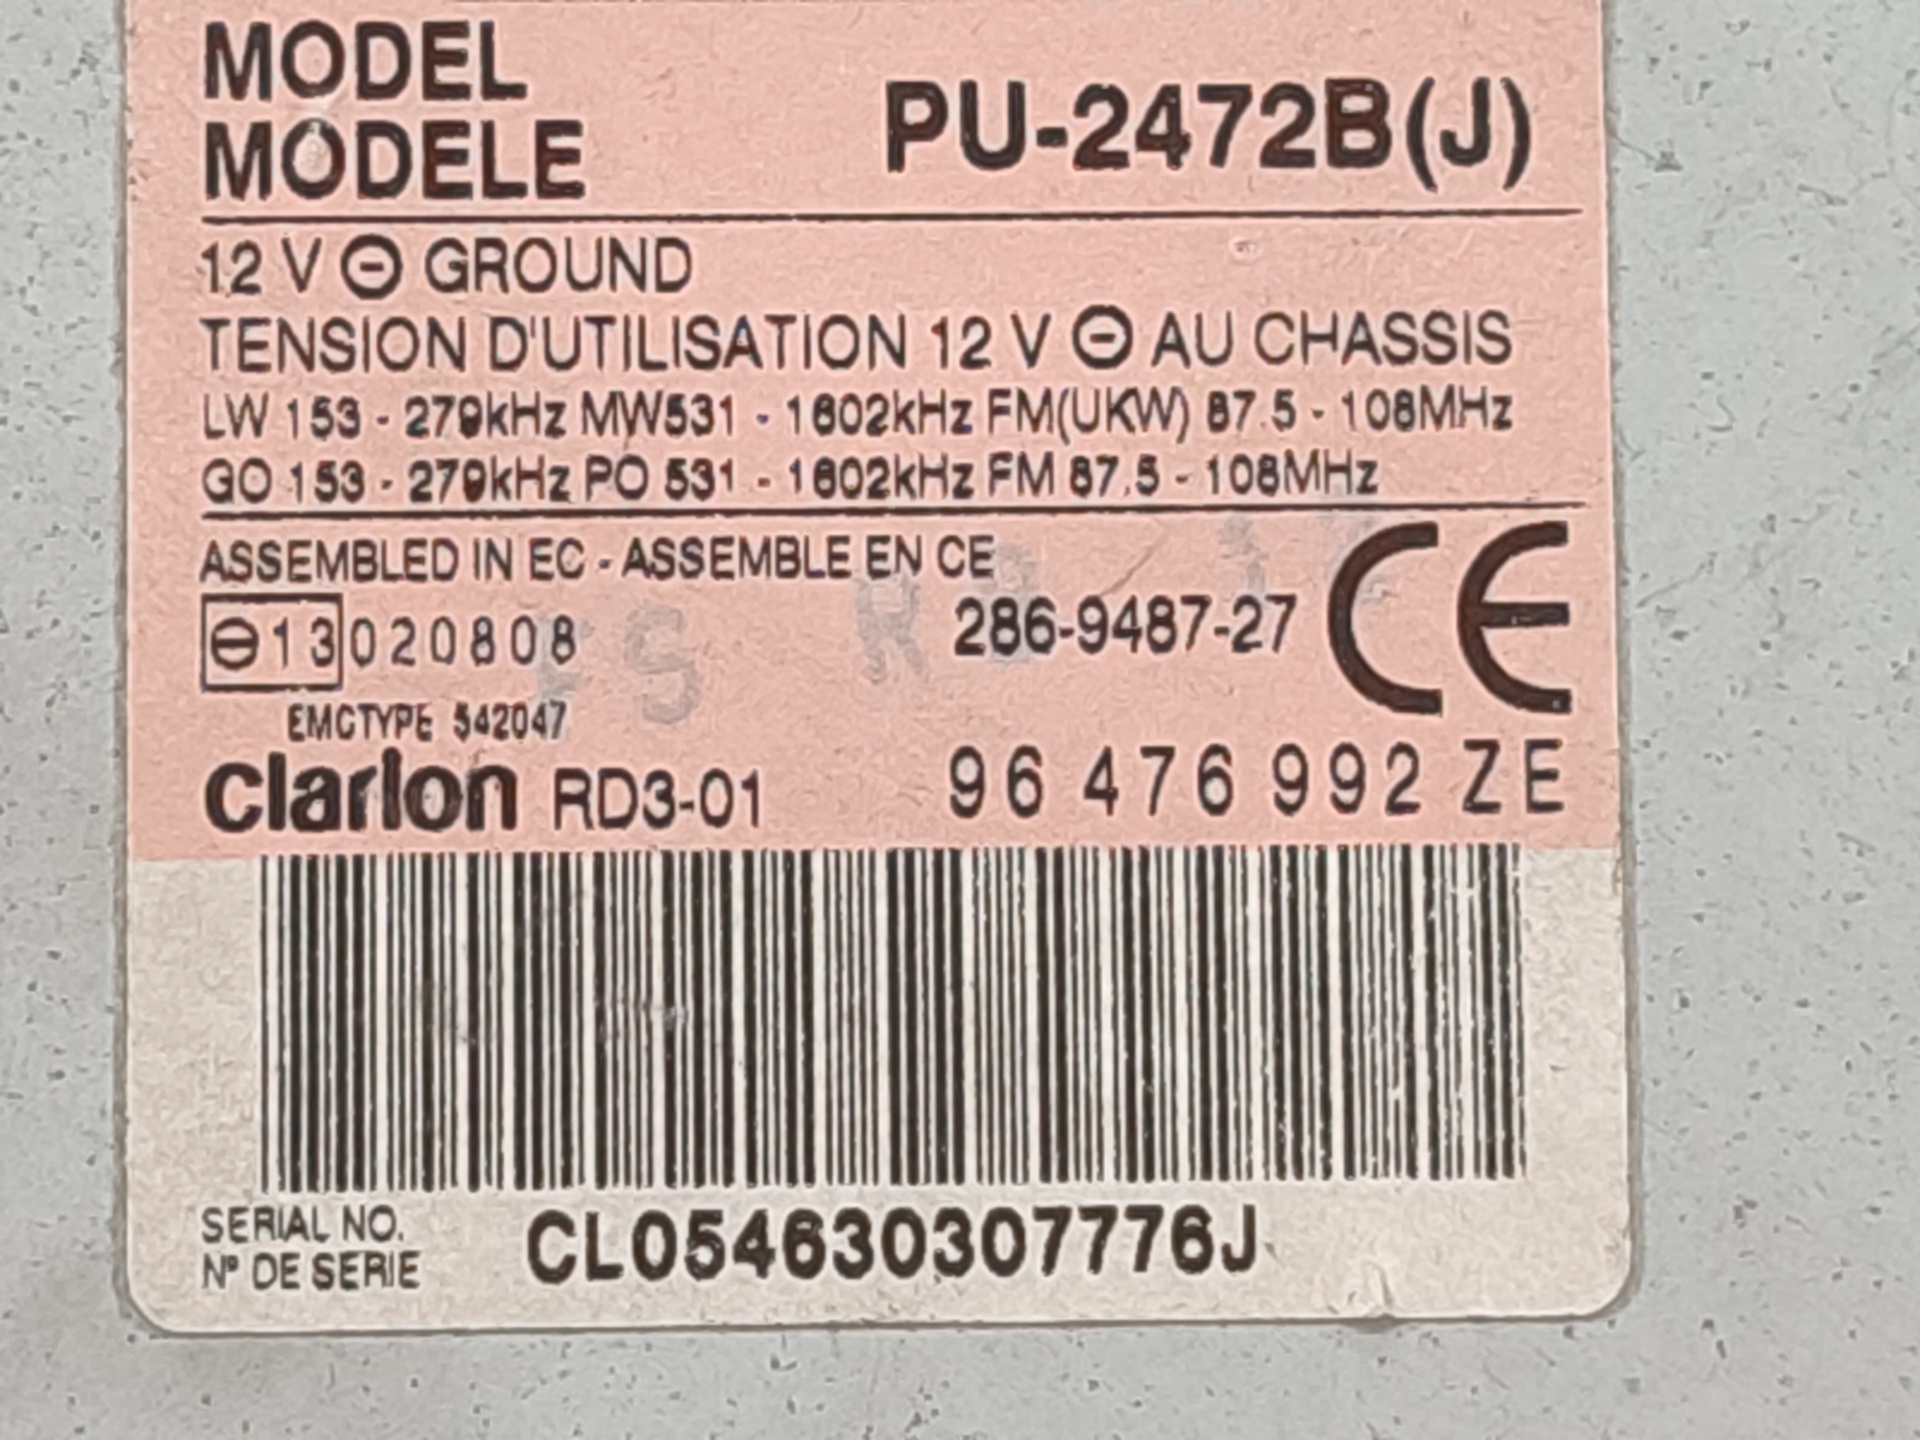 MODEL
MODELE
PU-2472B(J)
12 V ⊖ GROUND
TENSION D'UTILISATION 12 V ⊖ AU CHASSIS
LW 153 - 279kHz MW531 - 1602kHz FM(UKW) 87.5 - 108MHz
GO 153 - 279kHz PO 531 - 1602kHz FM 87.5 - 108MHz
ASSEMBLED IN EC - ASSEMBLE EN CE
CE
e13 020808
286-9487-27
EMCTYPE 542047
clarion RD3-01
96 476 992 ZE
SERIAL NO.
N° DE SERIE
CL054630307776J